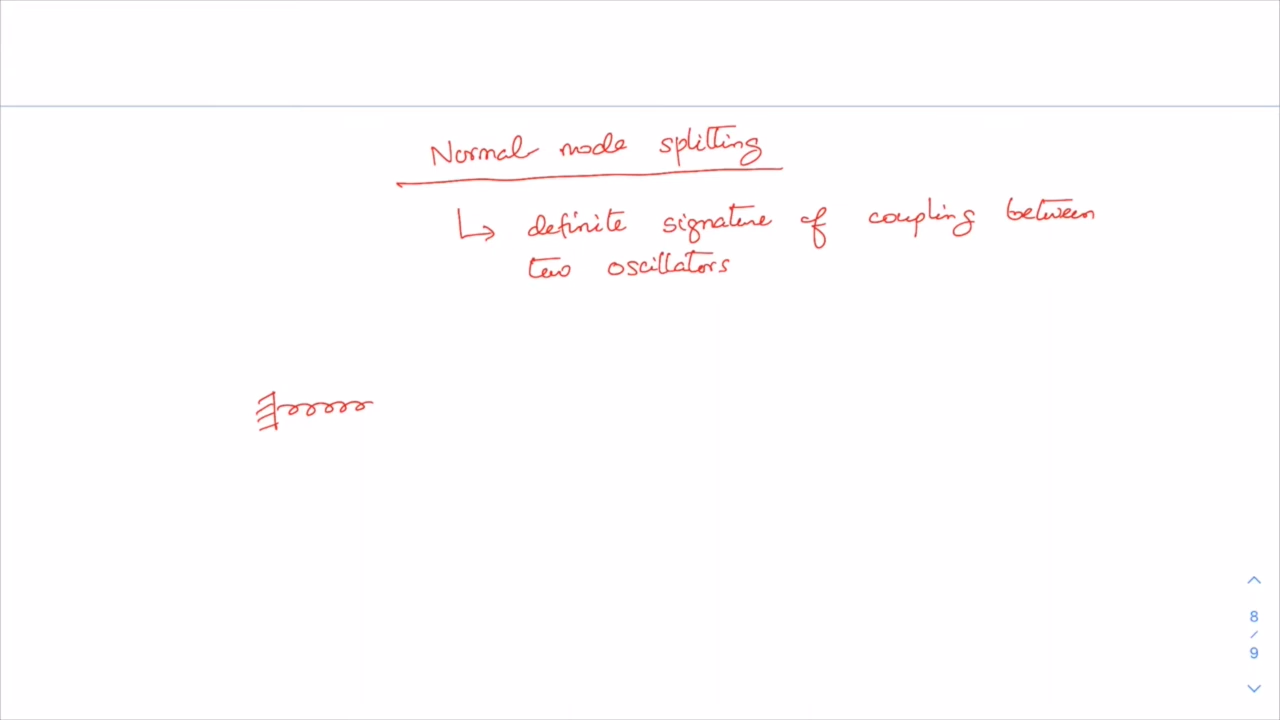 Normal mode splitting
↳ definite signature of coupling between
two oscillators
8
/
9